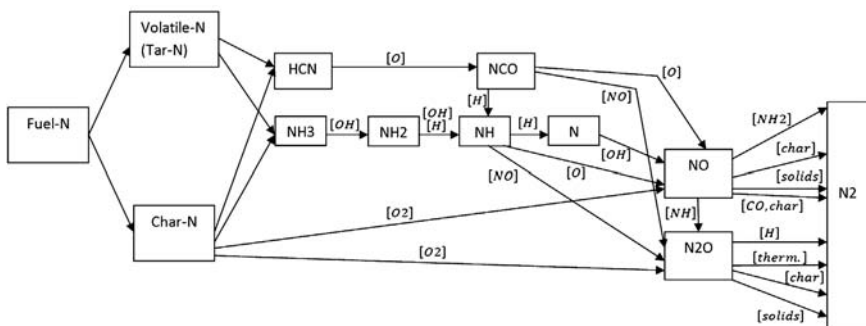 Volatile-N
(Tar-N)
HCN
[O]
NCO
[O]
[H]
[NO]
Fuel-N
NH3
[OH]
NH2
[OH]
[H]
NH
[H]
N
[OH]
NO
[NH2]
[char]
[solids]
[CO,char]
N2
[NO]
[O]
Char-N
[O2]
[O2]
[NH]
N2O
[H]
[therm.]
[char]
[solids]